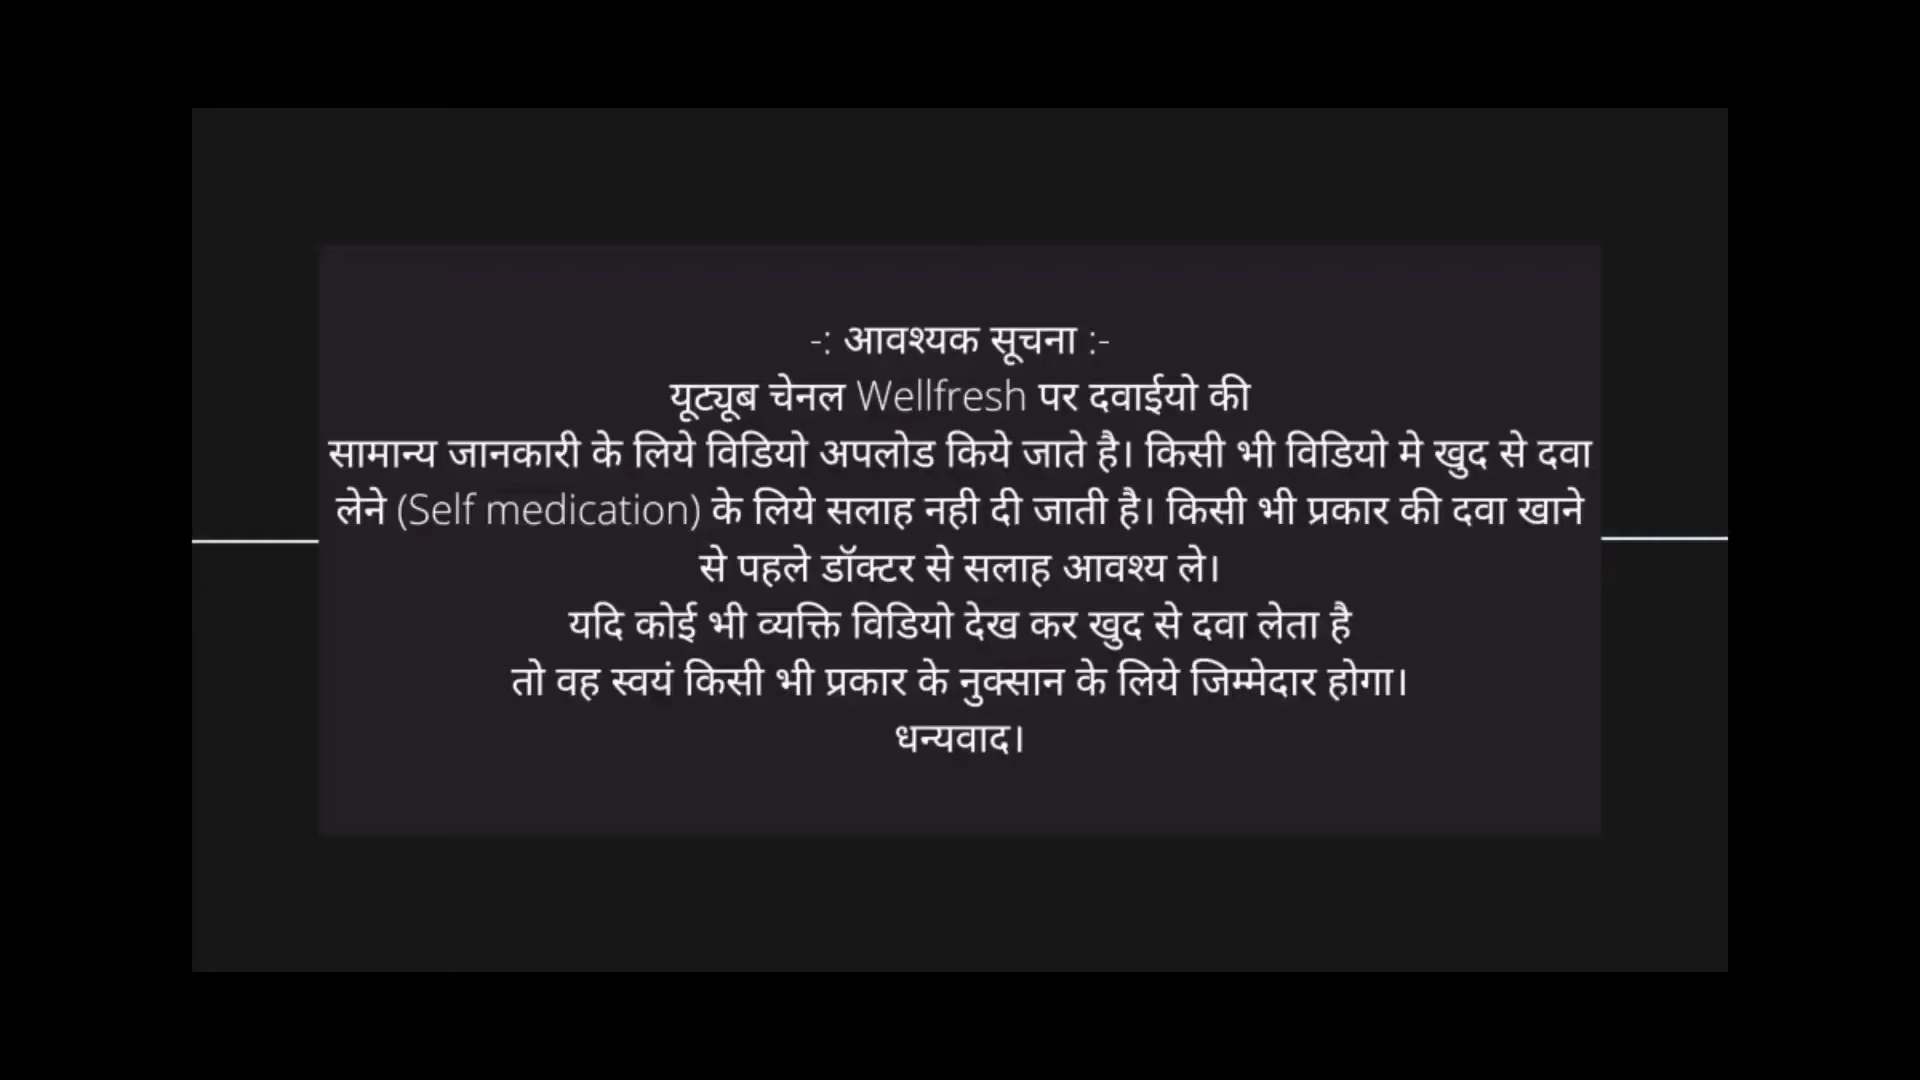 -: आवश्यक सूचना :-
यूट्यूब चेनल Wellfresh पर दवाईयो की
सामान्य जानकारी के लिये विडियो अपलोड किये जाते है। किसी भी विडियो मे खुद से दवा
लेने (Self medication) के लिये सलाह नही दी जाती है। किसी भी प्रकार की दवा खाने
से पहले डॉक्टर से सलाह आवश्य ले।
यदि कोई भी व्यक्ति विडियो देख कर खुद से दवा लेता है
तो वह स्वयं किसी भी प्रकार के नुक्सान के लिये जिम्मेदार होगा।
धन्यवाद।